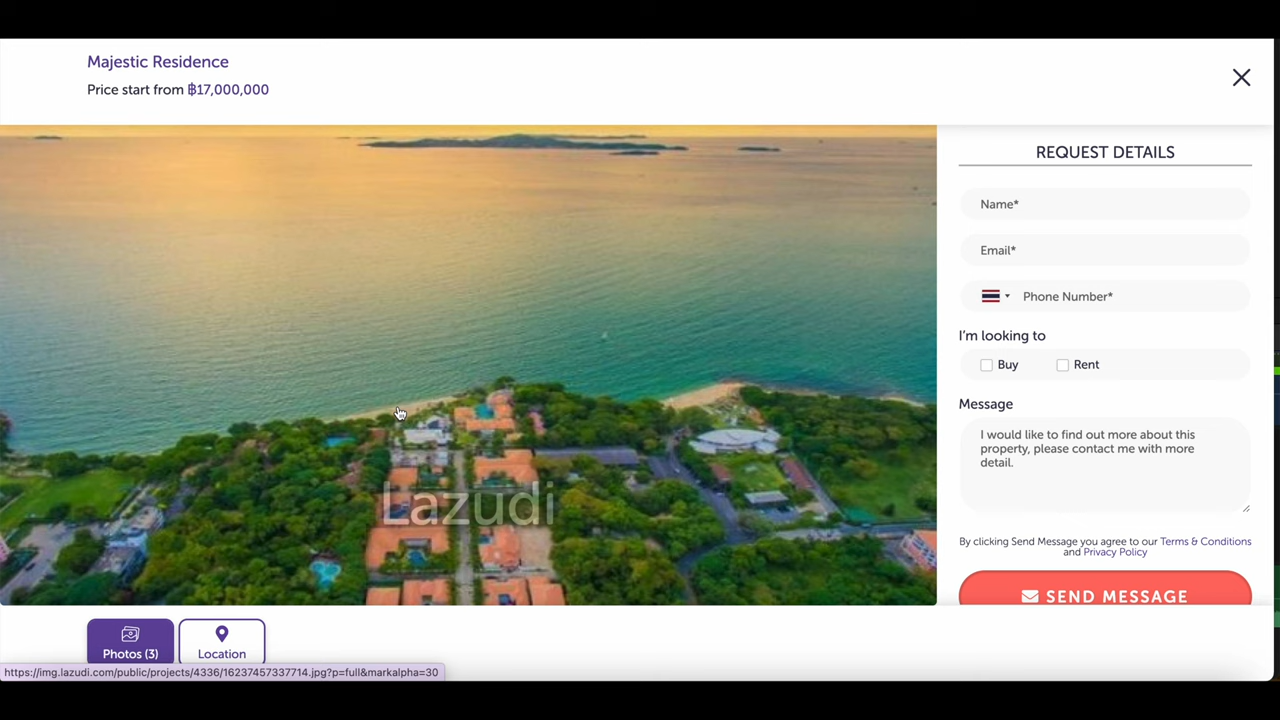 Majestic Residence
Price start from ฿17,000,000
REQUEST DETAILS
Name*
Email*
Phone Number*
I'm looking to
Buy
Rent
Message
I would like to find out more about this
property, please contact me with more
detail.
By clicking Send Message you agree to our Terms & Conditions
and Privacy Policy
SEND MESSAGE
Lazudi
Photos (3)
Location
https://img.lazudi.com/public/projects/4336/16237457337714.jpg?p=full&markalpha=30